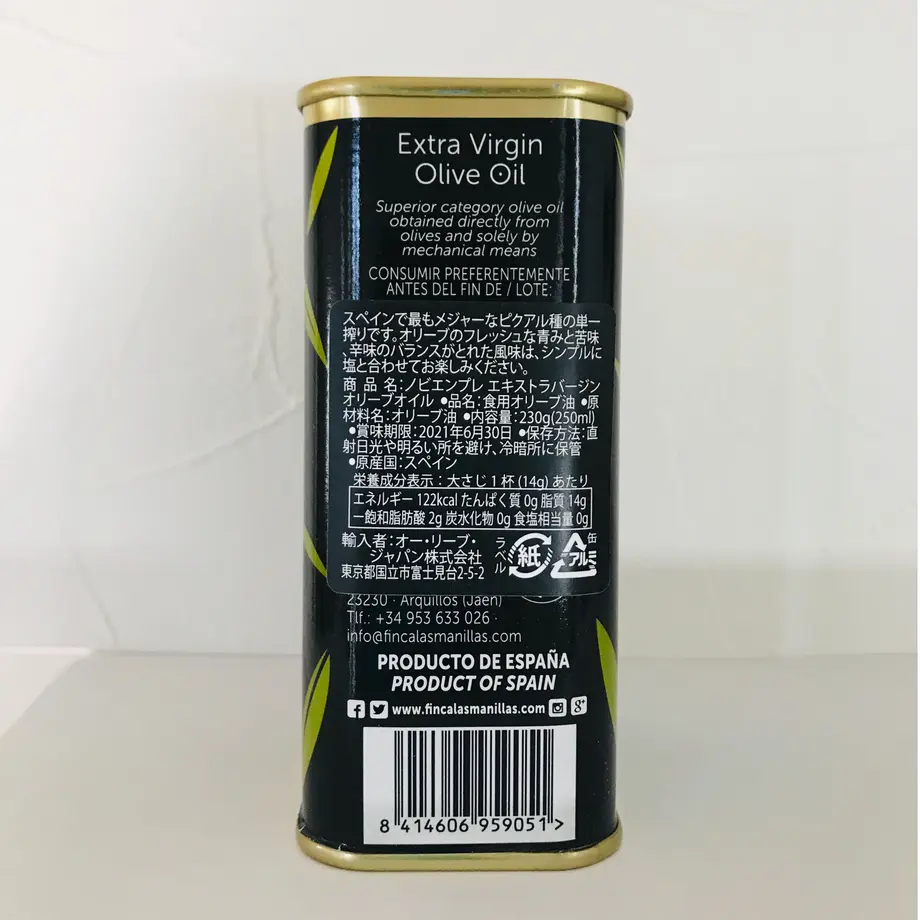 Extra Virgin
Olive Oil
Superior category olive oil
obtained directly from
olives and solely by
mechanical means
CONSUMIR PREFERENTEMENTE
ANTES DEL FIN DE / LOTE:
スペインで最もメジャーなピクアル種の単一
搾りです。オリーブのフレッシュな青みと苦味
、辛味のバランスがとれた風味は、シンプルに
塩と合わせてお楽しみください。
商 品 名:ノビエンブレ エキストラバージン
オリーブオイル ●品名:食用オリーブ油 ●原
材料名:オリーブ油 ●内容量:230g(250ml)
●賞味期限:2021年6月30日 ●保存方法:直
射日光や明るい所を避け、冷暗所に保管
●原産国:スペイン
栄養成分表示:大さじ1杯(14g)あたり
エネルギー 122kcal たんぱく質 0g 脂質 14g
ー飽和脂肪酸 2g 炭水化物 0g 食塩相当量 0g
輸入者:オー・リーブ・
ジャパン株式会社
東京都国立市富士見台2-5-2
ラベル
紙
缶
アルミ
23230 · Arquillos (Jaén)
Tlf.: +34 953 633 026 ·
info@fincalasmanillas.com
PRODUCTO DE ESPAÑA
PRODUCT OF SPAIN
www.fincalasmanillas.com
8 414606 959051 >